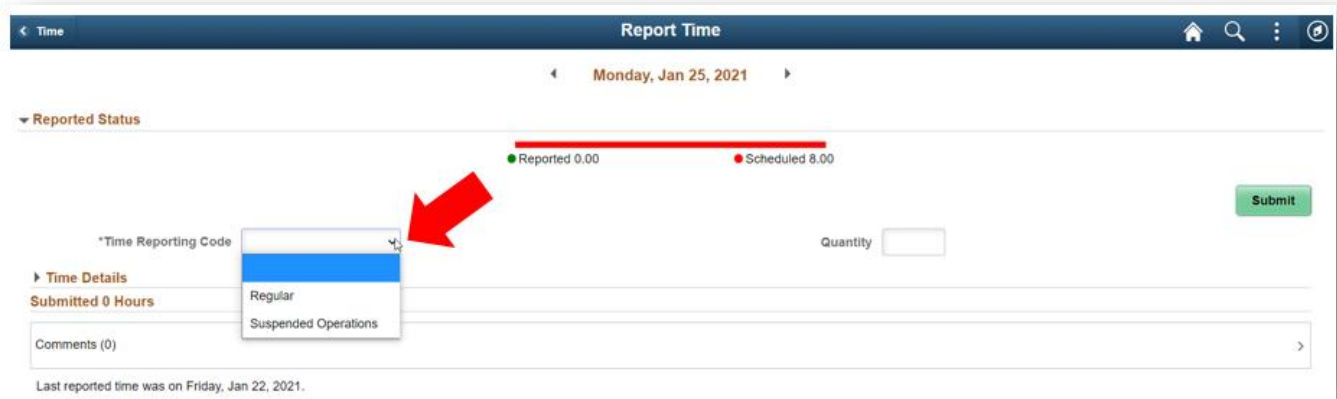 Time
Report Time
Monday, Jan 25, 2021
Reported Status
Reported 0.00 Scheduled 8.00
Submit
*Time Reporting Code Quantity
Regular
Suspended Operations
Time Details
Submitted 0 Hours
Comments (0)
Last reported time was on Friday, Jan 22, 2021.